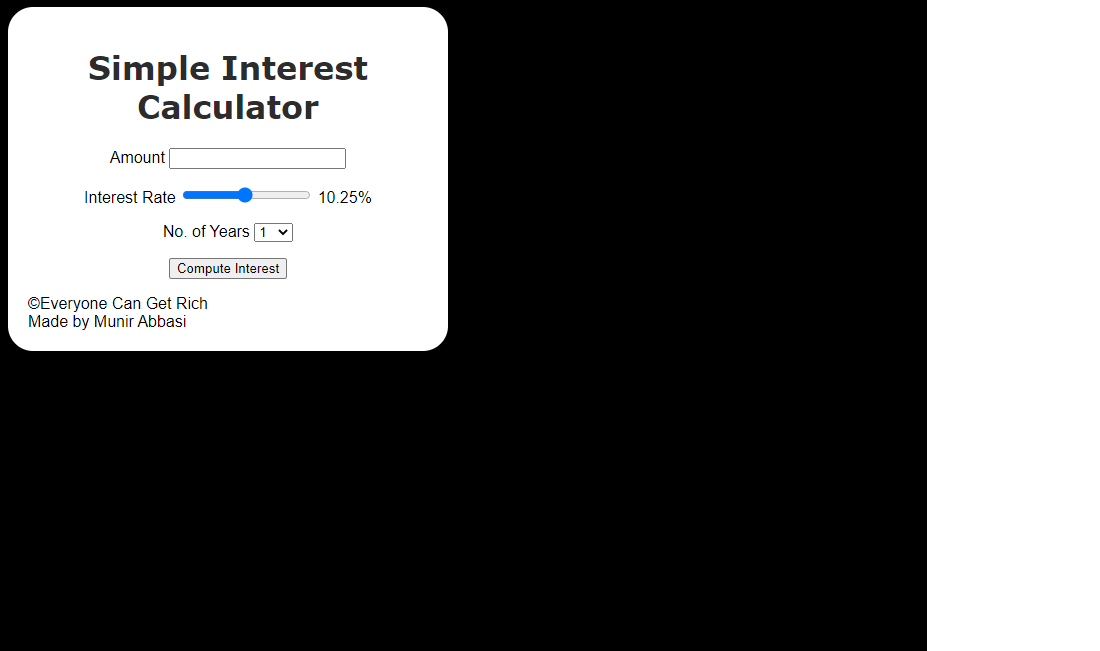 Simple Interest
Calculator
Amount
Interest Rate 10.25%
No. of Years 1
Compute Interest
©Everyone Can Get Rich
Made by Munir Abbasi